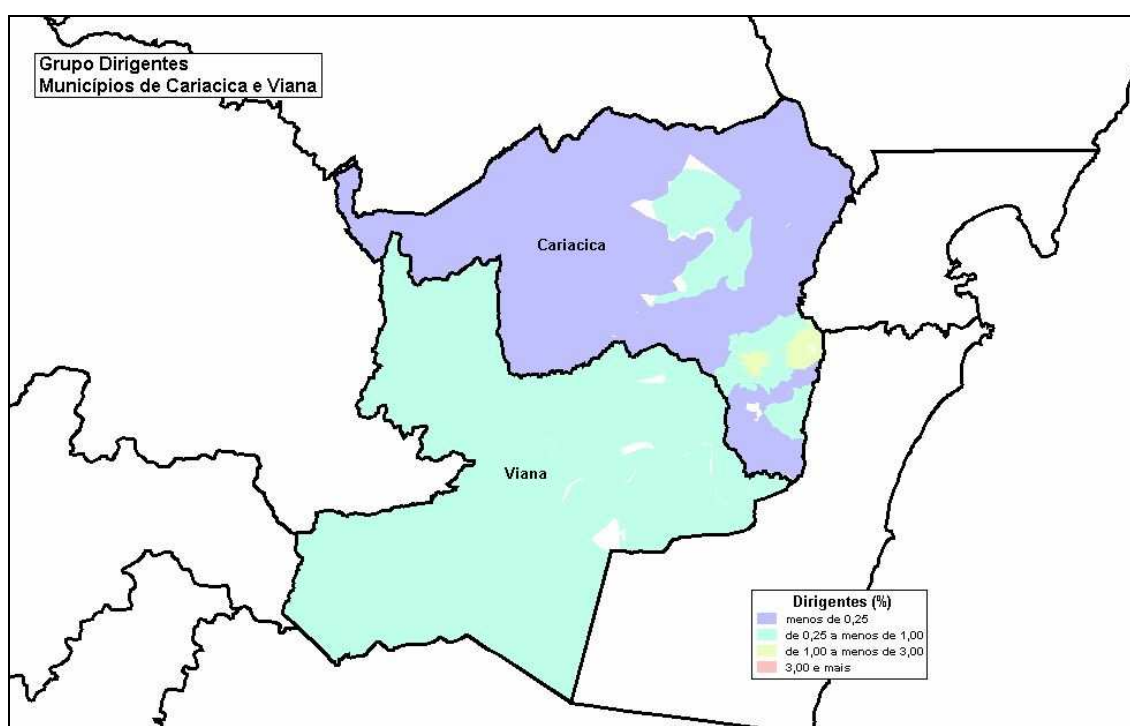 Grupo Dirigentes
Municípios de Cariacica e Viana
Cariacica
Viana
Dirigentes (%)
menos de 0,25
de 0,25 a menos de 1,00
de 1,00 a menos de 3,00
3,00 e mais